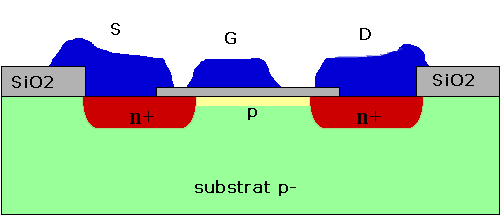 S
G
D
SiO2
SiO2
n+
p
n+
substrat p-